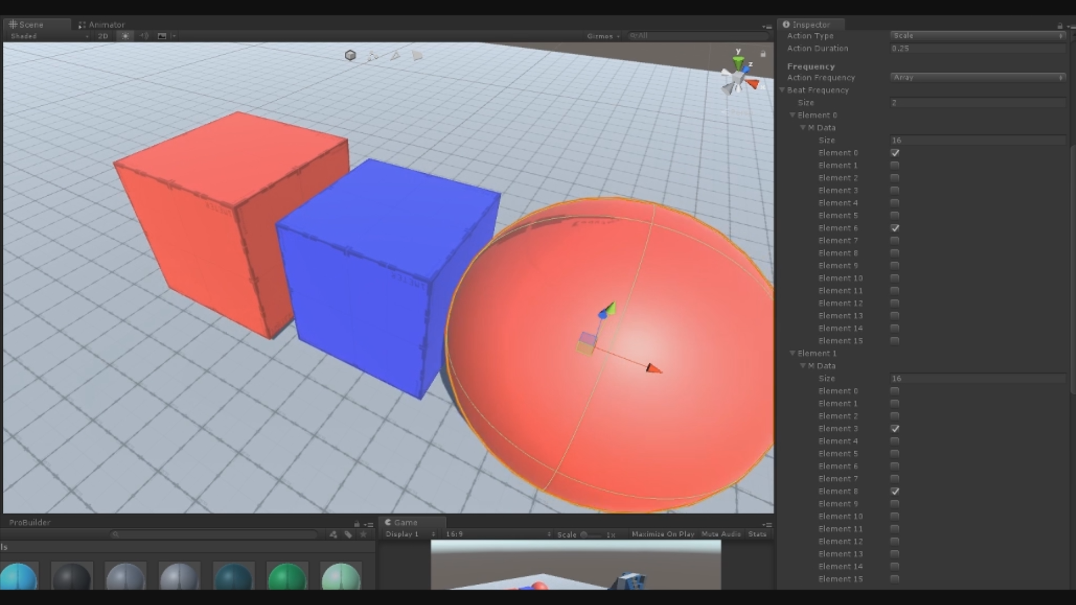 Scene Animator
Shaded 2D Gizmos All
y
z
ProBuilder
ls
Game
Display 1 16:9 Scale 1x Maximize On Play Mute Audio Stats
Inspector
Action Type Scale
Action Duration 0.25
Frequency
Action Frequency Array
Beat Frequency
Size 2
Element 0
M Data
Size 16
Element 0
Element 1
Element 2
Element 3
Element 4
Element 5
Element 6
Element 7
Element 8
Element 9
Element 10
Element 11
Element 12
Element 13
Element 14
Element 15
Element 1
M Data
Size 16
Element 0
Element 1
Element 2
Element 3
Element 4
Element 5
Element 6
Element 7
Element 8
Element 9
Element 10
Element 11
Element 12
Element 13
Element 14
Element 15